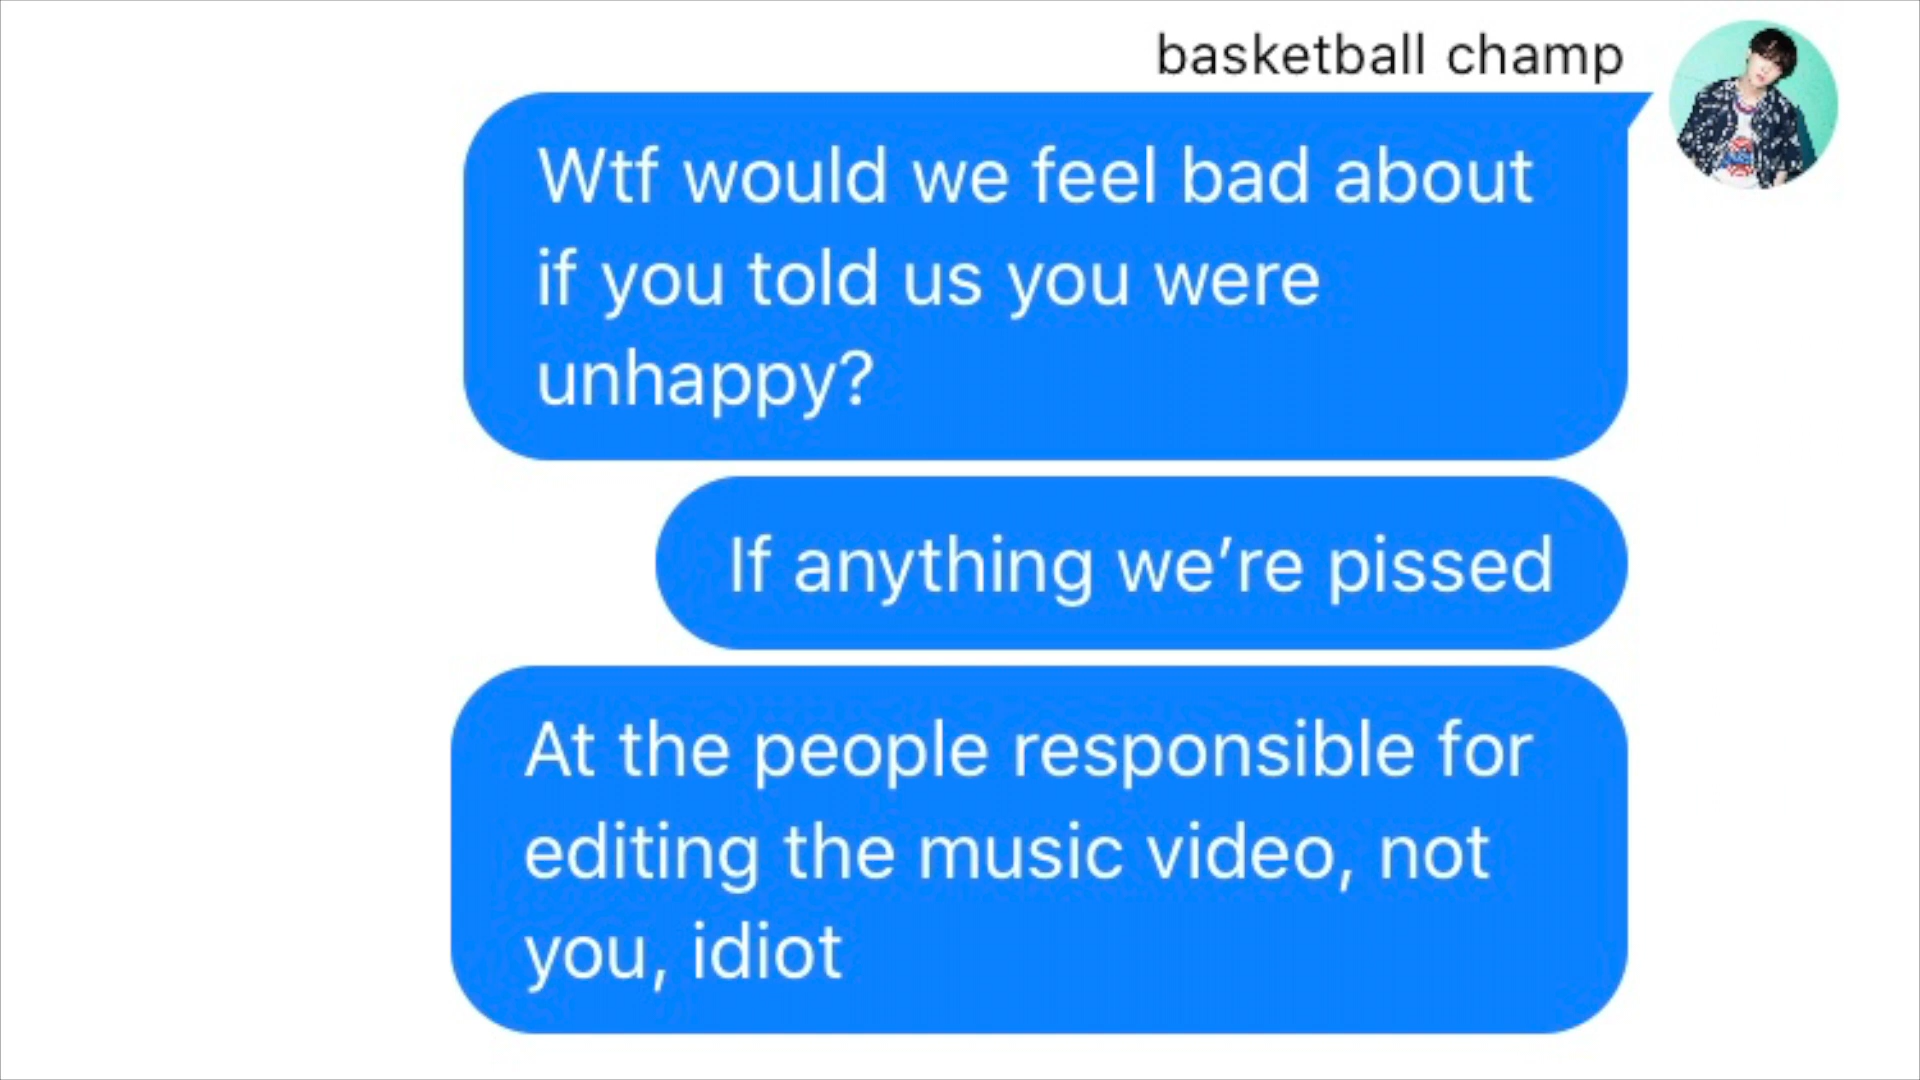 basketball champ
Wtf would we feel bad about
if you told us you were
unhappy?
If anything we’re pissed
At the people responsible for
editing the music video, not
you, idiot